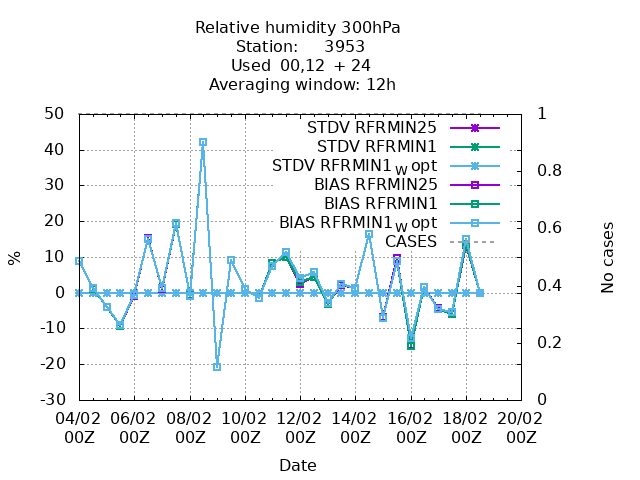 Relative humidity 300hPa
Station: 3953
Used 00,12 + 24
Averaging window: 12h
50 1
STDV RFRMIN25
STDV RFRMIN1
40
STDV RFRMIN1w opt
0.8
BIAS RFRMIN25
30
BIAS RFRMIN1
20 0.6
BIAS RFRMIN1w opt
CASES
10
0 0.4
-10
-20 0.2
-30 0
%
No cases
04/02 06/02 08/02 10/02 12/02 14/02 16/02 18/02 20/02
00Z 00Z 00Z 00Z 00Z 00Z 00Z 00Z 00Z
Date